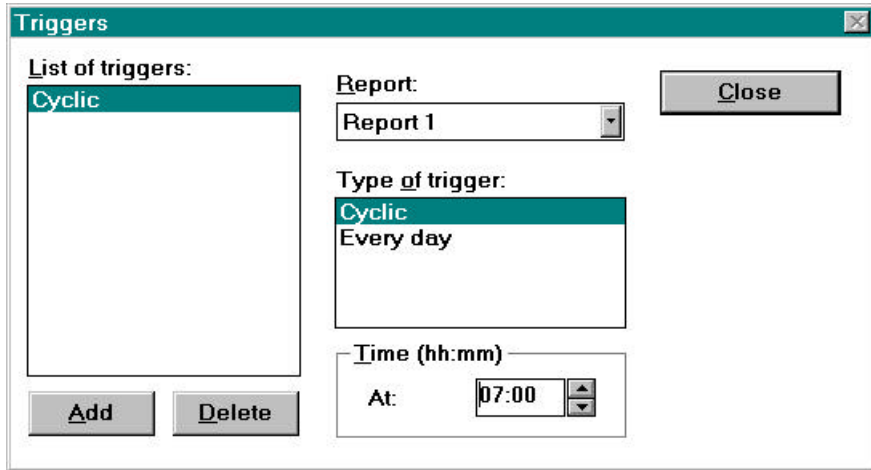 Triggers
List of triggers:
Cyclic
Add
Delete
Report:
Report 1
Type of trigger:
Cyclic
Every day
Time (hh:mm)
At: 07:00
Close